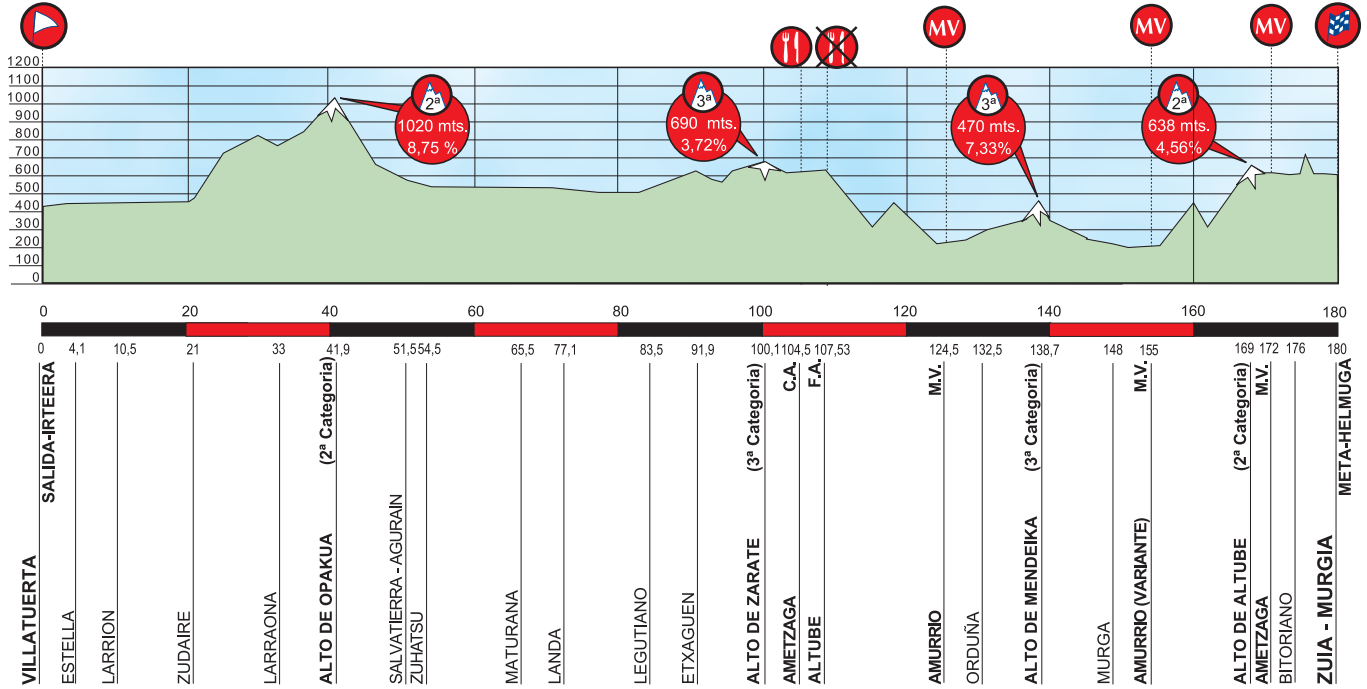 MV
MV
MV
1200
1100
1000
900
800
700
600
500
400
300
200
100
0
2ª
1020 mts.
8,75 %
3ª
690 mts.
3,72%
3ª
470 mts.
7,33%
2ª
638 mts.
4,56%
0 20 40 60 80 100 120 140 160 180
0 4,1 10,5 21 33 41,9 51,5 54,5 65,5 77,1 83,5 91,9 100,1 104,5 107,53 124,5 132,5 138,7 148 155 169 172 176 180
VILLATUERTA SALIDA-IRTEERA
ESTELLA
LARRION
ZUDAIRE
LARRAONA
ALTO DE OPAKUA (2ª Categoria)
SALVATIERRA - AGURAIN
ZUHATSU
MATURANA
LANDA
LEGUTIANO
ETXAGUEN
ALTO DE ZARATE (3ª Categoria)
AMETZAGA C.A.
ALTUBE F.A.
AMURRIO M.V.
ORDUÑA
ALTO DE MENDEIKA (3ª Categoria)
MURGA
AMURRIO (VARIANTE) M.V.
ALTO DE ALTUBE (2ª Categoria)
AMETZAGA M.V.
BITORIANO
ZUIA - MURGIA META-HELMUGA